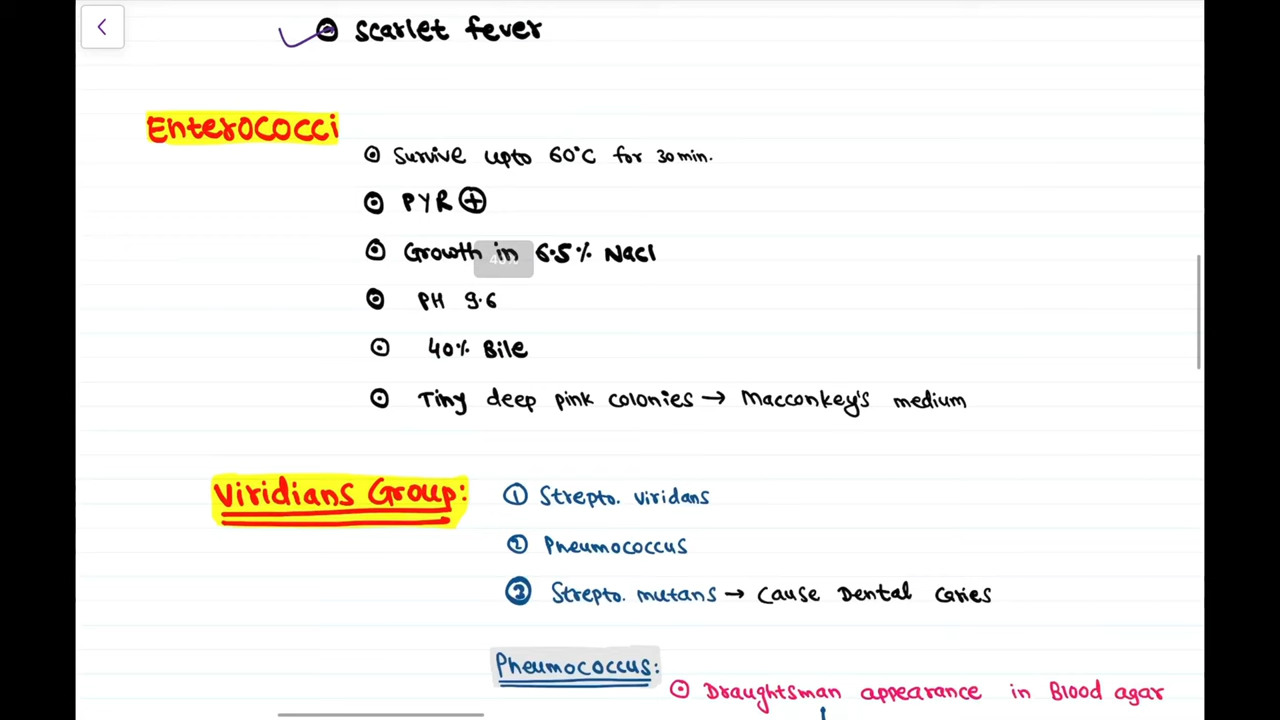 Scarlet fever
Enterococci
Survive upto 60°C for 30 min.
PYR ⊕
Growth in 6.5% Nacl
PH 9.6
40% Bile
Tiny deep pink colonies → Macconkey's medium
Viridians Group:
① Strepto. viridans
② Pneumococcus
③ Strepto. mutans → Cause Dental Caries
Pneumococcus:
Draughtsman appearance in Blood agar